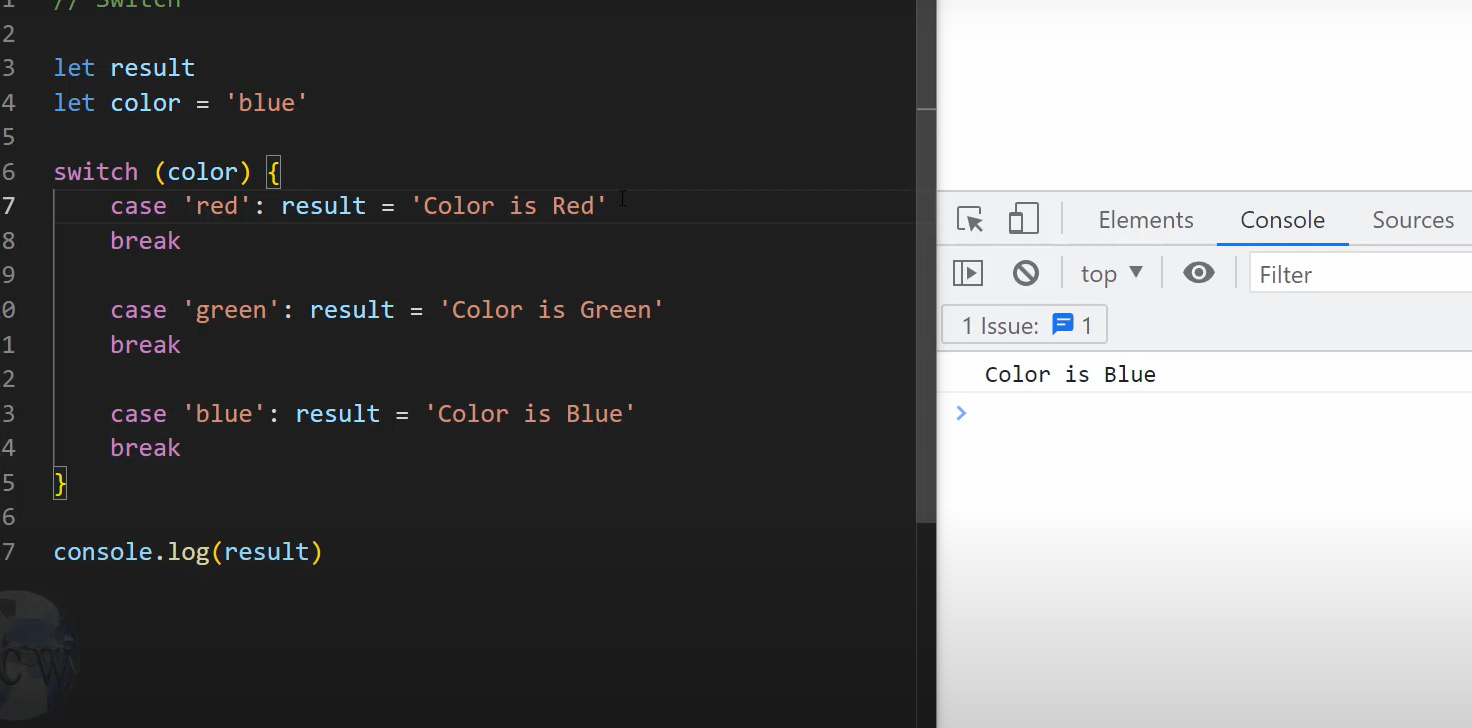 1 // Switch
2
3 let result
4 let color = 'blue'
5
6 switch (color) {
7 case 'red': result = 'Color is Red'
8 break
9
0 case 'green': result = 'Color is Green'
1 break
2
3 case 'blue': result = 'Color is Blue'
4 break
5 }
6
7 console.log(result)
CW
Elements Console Sources
top ▼ Filter
1 Issue: 1
Color is Blue
>